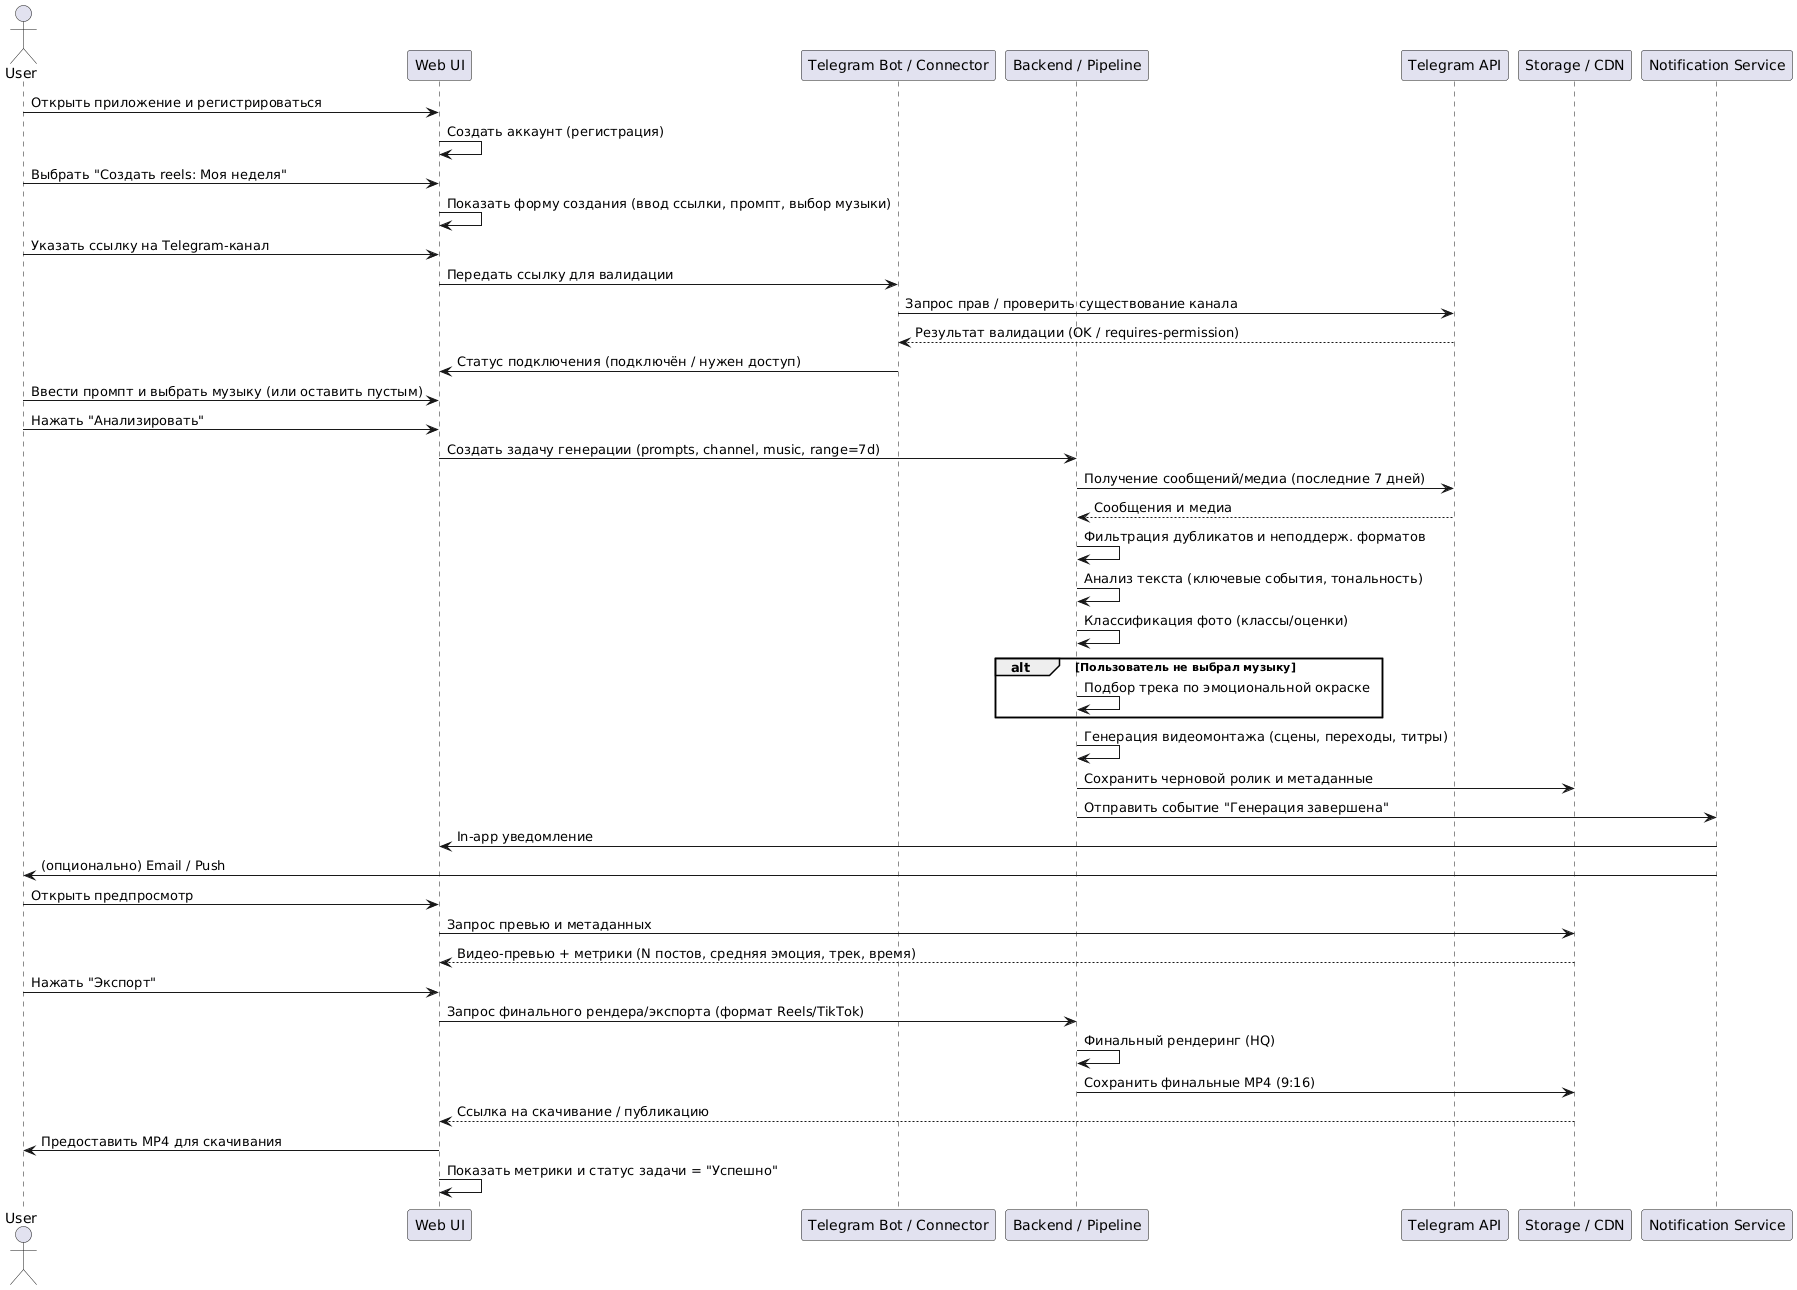 User
Web UI
Telegram Bot / Connector
Backend / Pipeline
Telegram API
Storage / CDN
Notification Service
Открыть приложение и регистрироваться
Создать аккаунт (регистрация)
Выбрать "Создать reels: Моя неделя"
Показать форму создания (ввод ссылки, промпт, выбор музыки)
Указать ссылку на Telegram-канал
Передать ссылку для валидации
Запрос прав / проверить существование канала
Результат валидации (OK / requires-permission)
Статус подключения (подключён / нужен доступ)
Ввести промпт и выбрать музыку (или оставить пустым)
Нажать "Анализировать"
Создать задачу генерации (prompts, channel, music, range=7d)
Получение сообщений/медиа (последние 7 дней)
Сообщения и медиа
Фильтрация дубликатов и неподдерж. форматов
Анализ текста (ключевые события, тональность)
Классификация фото (классы/оценки)
alt [Пользователь не выбрал музыку]
Подбор трека по эмоциональной окраске
Генерация видеомонтажа (сцены, переходы, титры)
Сохранить черновой ролик и метаданные
Отправить событие "Генерация завершена"
In-app уведомление
(опционально) Email / Push
Открыть предпросмотр
Запрос превью и метаданных
Видео-превью + метрики (N постов, средняя эмоция, трек, время)
Нажать "Экспорт"
Запрос финального рендера/экспорта (формат Reels/TikTok)
Финальный рендеринг (HQ)
Сохранить финальные MP4 (9:16)
Ссылка на скачивание / публикацию
Предоставить MP4 для скачивания
Показать метрики и статус задачи = "Успешно"
User
Web UI
Telegram Bot / Connector
Backend / Pipeline
Telegram API
Storage / CDN
Notification Service